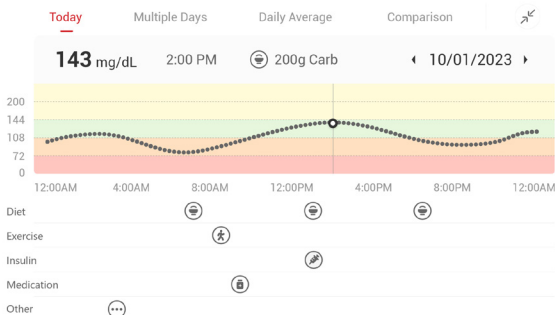 Today Multiple Days Daily Average Comparison
143 mg/dL 2:00 PM 200g Carb 10/01/2023
200
144
108
72
0
12:00AM 4:00AM 8:00AM 12:00PM 4:00PM 8:00PM 12:00AM
Diet
Exercise
Insulin
Medication
Other